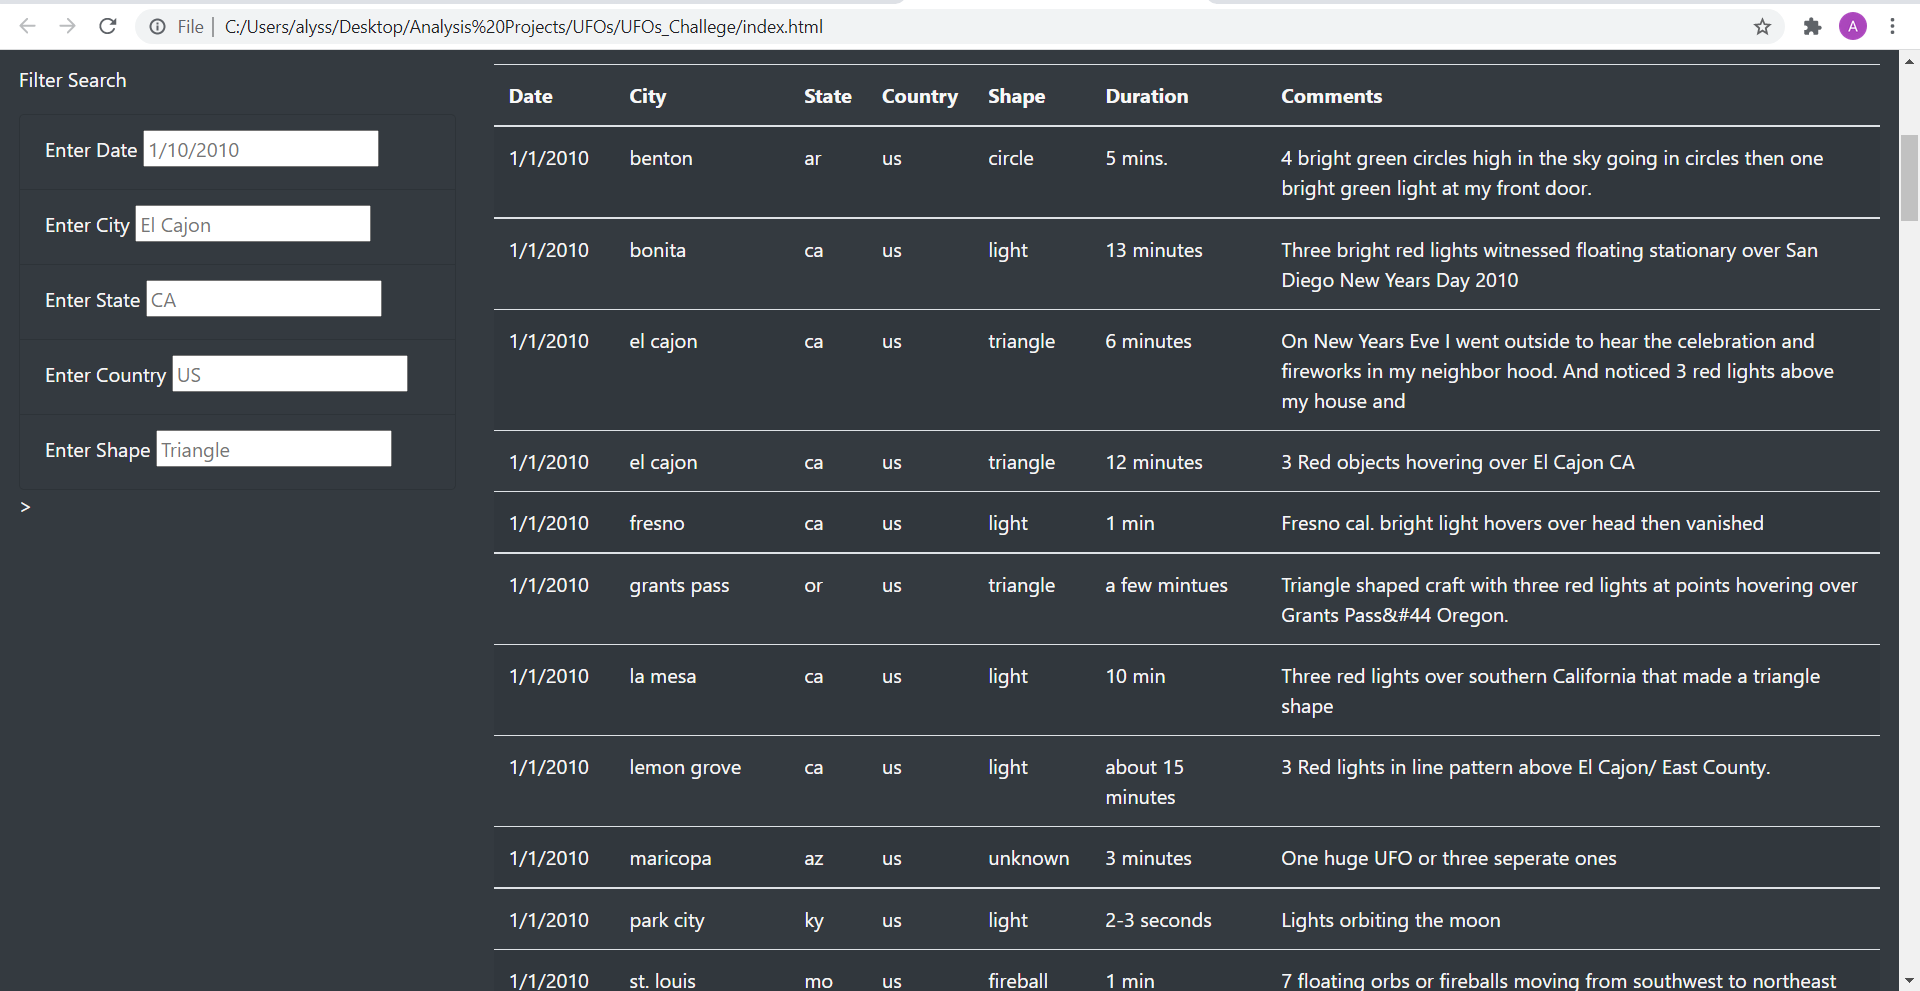 File | C:/Users/alyss/Desktop/Analysis%20Projects/UFOs/UFOs_Challege/index.html
A
Filter Search
Enter Date 1/10/2010
Enter City El Cajon
Enter State CA
Enter Country US
Enter Shape Triangle
>
Date City State Country Shape Duration Comments
1/1/2010 benton ar us circle 5 mins. 4 bright green circles high in the sky going in circles then one
bright green light at my front door.
1/1/2010 bonita ca us light 13 minutes Three bright red lights witnessed floating stationary over San
Diego New Years Day 2010
1/1/2010 el cajon ca us triangle 6 minutes On New Years Eve I went outside to hear the celebration and
fireworks in my neighbor hood. And noticed 3 red lights above
my house and
1/1/2010 el cajon ca us triangle 12 minutes 3 Red objects hovering over El Cajon CA
1/1/2010 fresno ca us light 1 min Fresno cal. bright light hovers over head then vanished
1/1/2010 grants pass or us triangle a few mintues Triangle shaped craft with three red lights at points hovering over
Grants Pass&#44 Oregon.
1/1/2010 la mesa ca us light 10 min Three red lights over southern California that made a triangle
shape
1/1/2010 lemon grove ca us light about 15 3 Red lights in line pattern above El Cajon/ East County.
minutes
1/1/2010 maricopa az us unknown 3 minutes One huge UFO or three seperate ones
1/1/2010 park city ky us light 2-3 seconds Lights orbiting the moon
1/1/2010 st. louis mo us fireball 1 min 7 floating orbs or fireballs moving from southwest to northeast